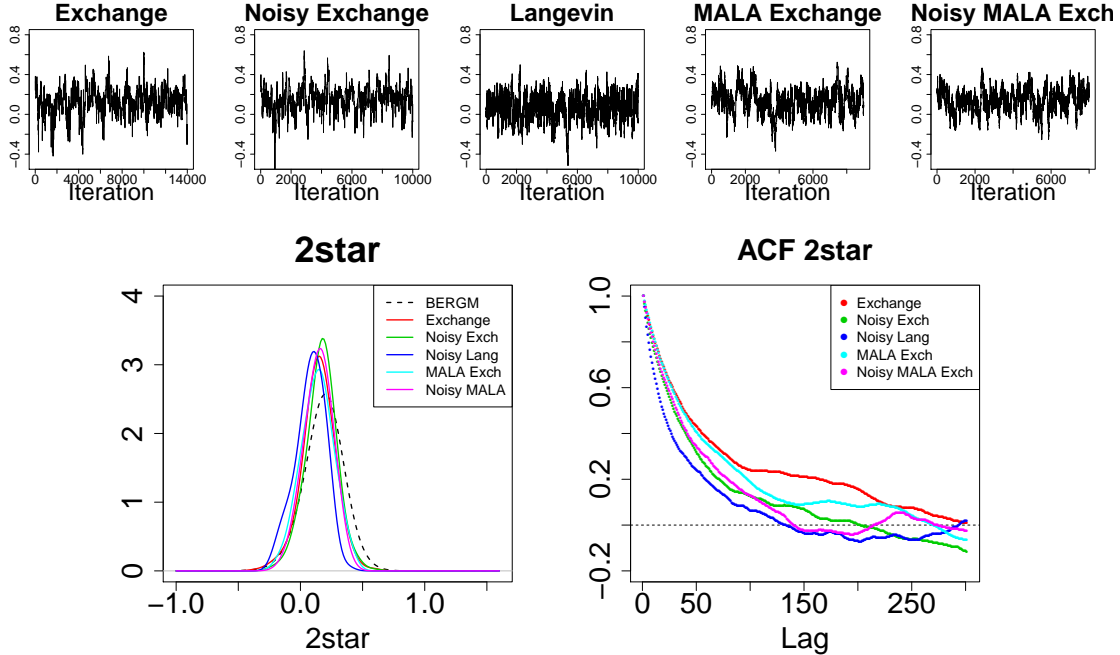 Exchange
Noisy Exchange
Langevin
MALA Exchange
Noisy MALA Exch
0.8
0.4
0.0
−0.4
0.8
0.4
0.0
−0.4
0.8
0.4
0.0
−0.4
0.8
0.4
0.0
−0.4
0.8
0.4
0.0
−0.4
0 4000 8000 14000
0 2000 6000 10000
0 2000 6000 10000
0 2000 6000
0 2000 6000
Iteration
Iteration
Iteration
Iteration
Iteration
2star
4
3
2
1
0
BERGM
Exchange
Noisy Exch
Noisy Lang
MALA Exch
Noisy MALA
−1.0 0.0 1.0
2star
ACF 2star
1.0
0.6
0.2
−0.2
Exchange
Noisy Exch
Noisy Lang
MALA Exch
Noisy MALA Exch
0 50 150 250
Lag